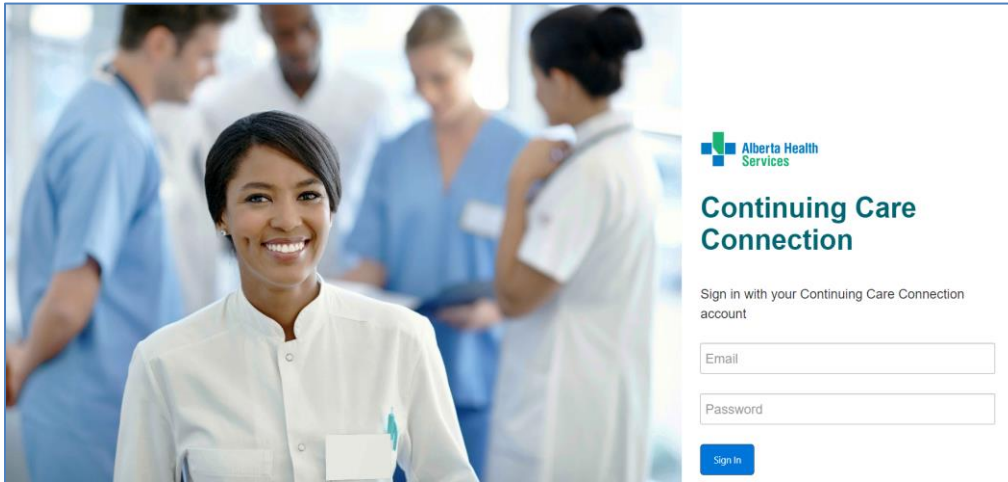 Alberta Health
Services
Continuing Care
Connection
Sign in with your Continuing Care Connection
account
Email
Password
Sign In